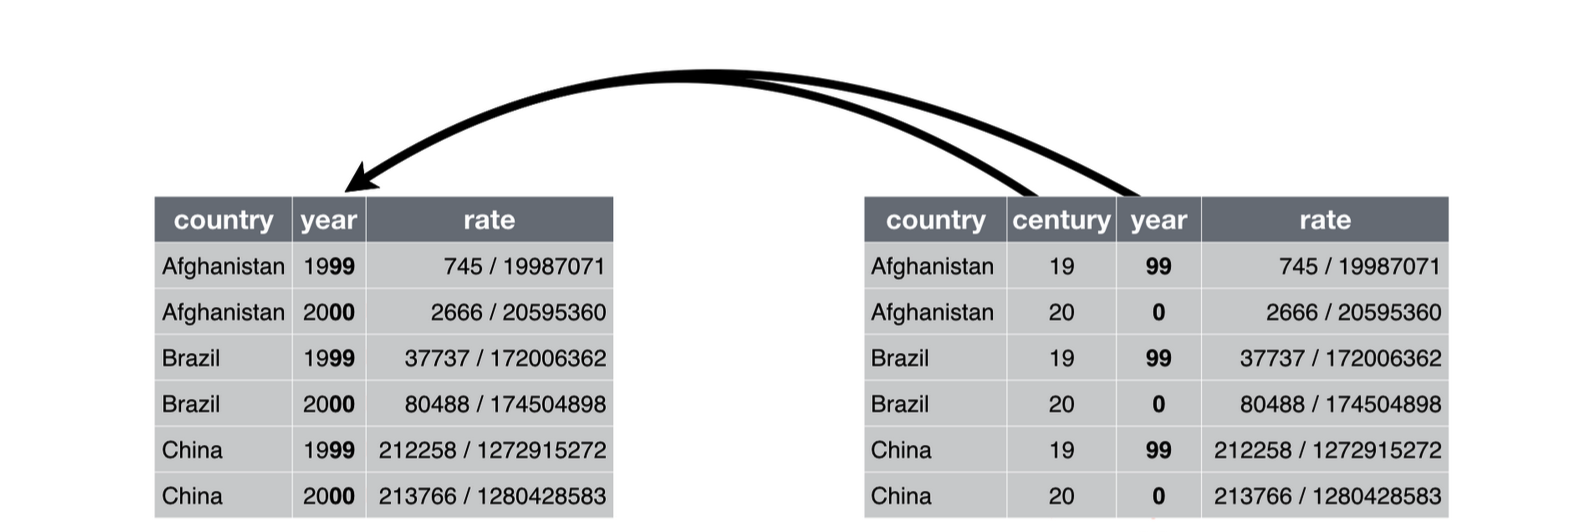 country year rate
Afghanistan 1999 745 / 19987071
Afghanistan 2000 2666 / 20595360
Brazil 1999 37737 / 172006362
Brazil 2000 80488 / 174504898
China 1999 212258 / 1272915272
China 2000 213766 / 1280428583
country century year rate
Afghanistan 19 99 745 / 19987071
Afghanistan 20 0 2666 / 20595360
Brazil 19 99 37737 / 172006362
Brazil 20 0 80488 / 174504898
China 19 99 212258 / 1272915272
China 20 0 213766 / 1280428583